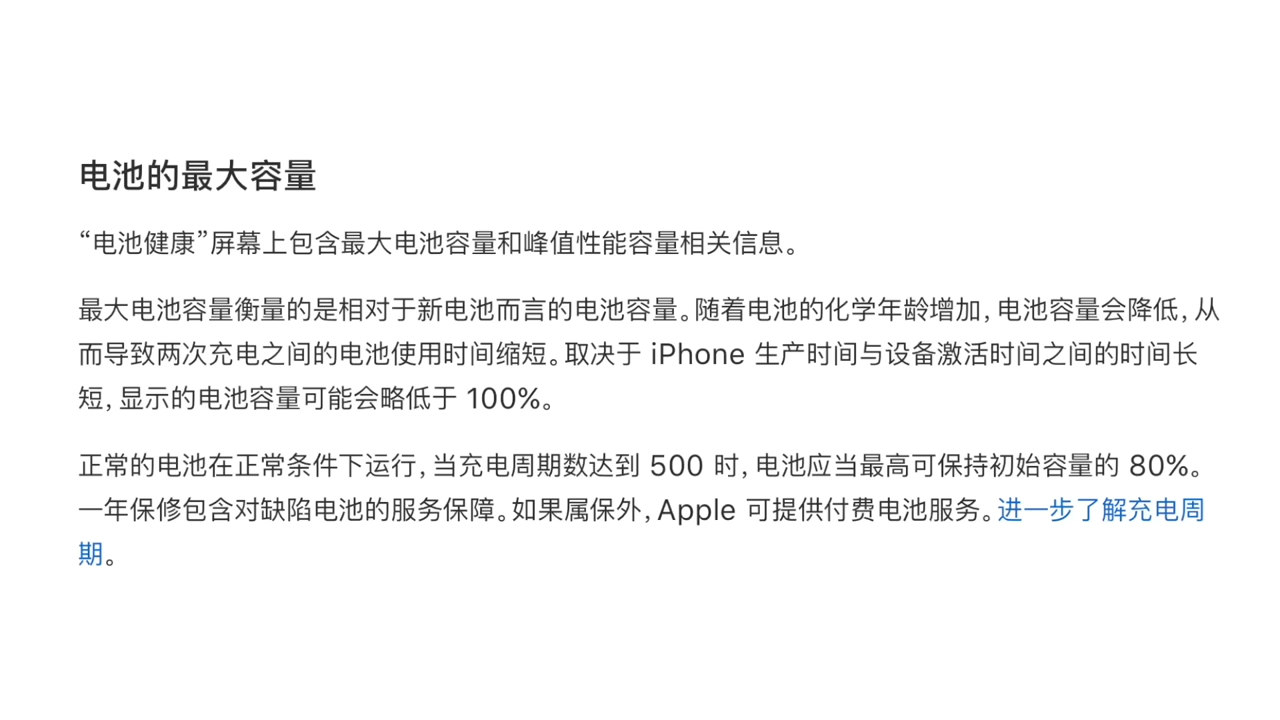 电池的最大容量
“电池健康”屏幕上包含最大电池容量和峰值性能容量相关信息。
最大电池容量衡量的是相对于新电池而言的电池容量。随着电池的化学年龄增加，电池容量会降低，从
而导致两次充电之间的电池使用时间缩短。取决于 iPhone 生产时间与设备激活时间之间的时间长
短，显示的电池容量可能会略低于 100%。
正常的电池在正常条件下运行，当充电周期数达到 500 时，电池应当最高可保持初始容量的 80%。
一年保修包含对缺陷电池的服务保障。如果属保外，Apple 可提供付费电池服务。进一步了解充电周
期。